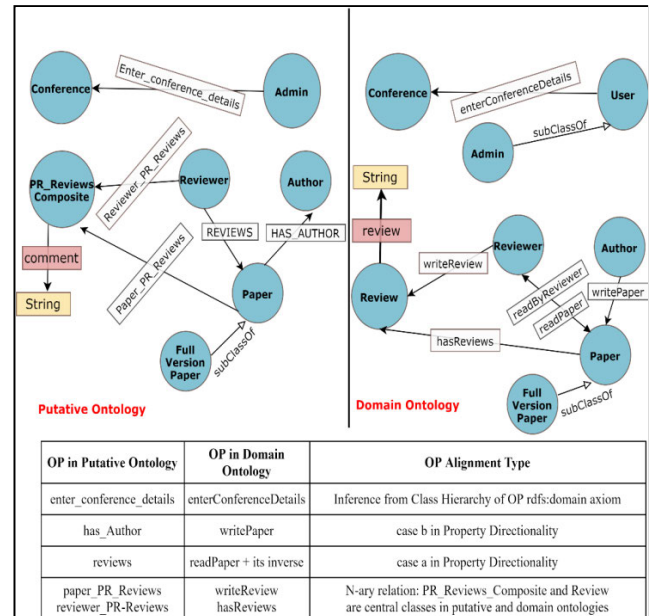 Enter_conference_details
Conference
Admin
PR_Reviews
Composite
Reviewer_PR_Reviews
Reviewer
Author
REVIEWS
HAS_AUTHOR
comment
Paper_PR_Reviews
String
Paper
Full
Version
Paper
subClassOf
Putative Ontology
Conference
enterConferenceDetails
User
Admin
subClassOf
String
review
Reviewer
Author
writeReview
readByReviewer
readPaper
writePaper
Review
hasReviews
Paper
Full
Version
Paper
subClassOf
Domain Ontology
OP in Putative Ontology
OP in Domain
Ontology
OP Alignment Type
enter_conference_details
enterConferenceDetails
Inference from Class Hierarchy of OP rdfs:domain axiom
has_Author
writePaper
case b in Property Directionality
reviews
readPaper + its inverse
case a in Property Directionality
paper_PR_Reviews
reviewer_PR-Reviews
writeReview
hasReviews
N-ary relation: PR_Reviews_Composite and Review
are central classes in putative and domain ontologies